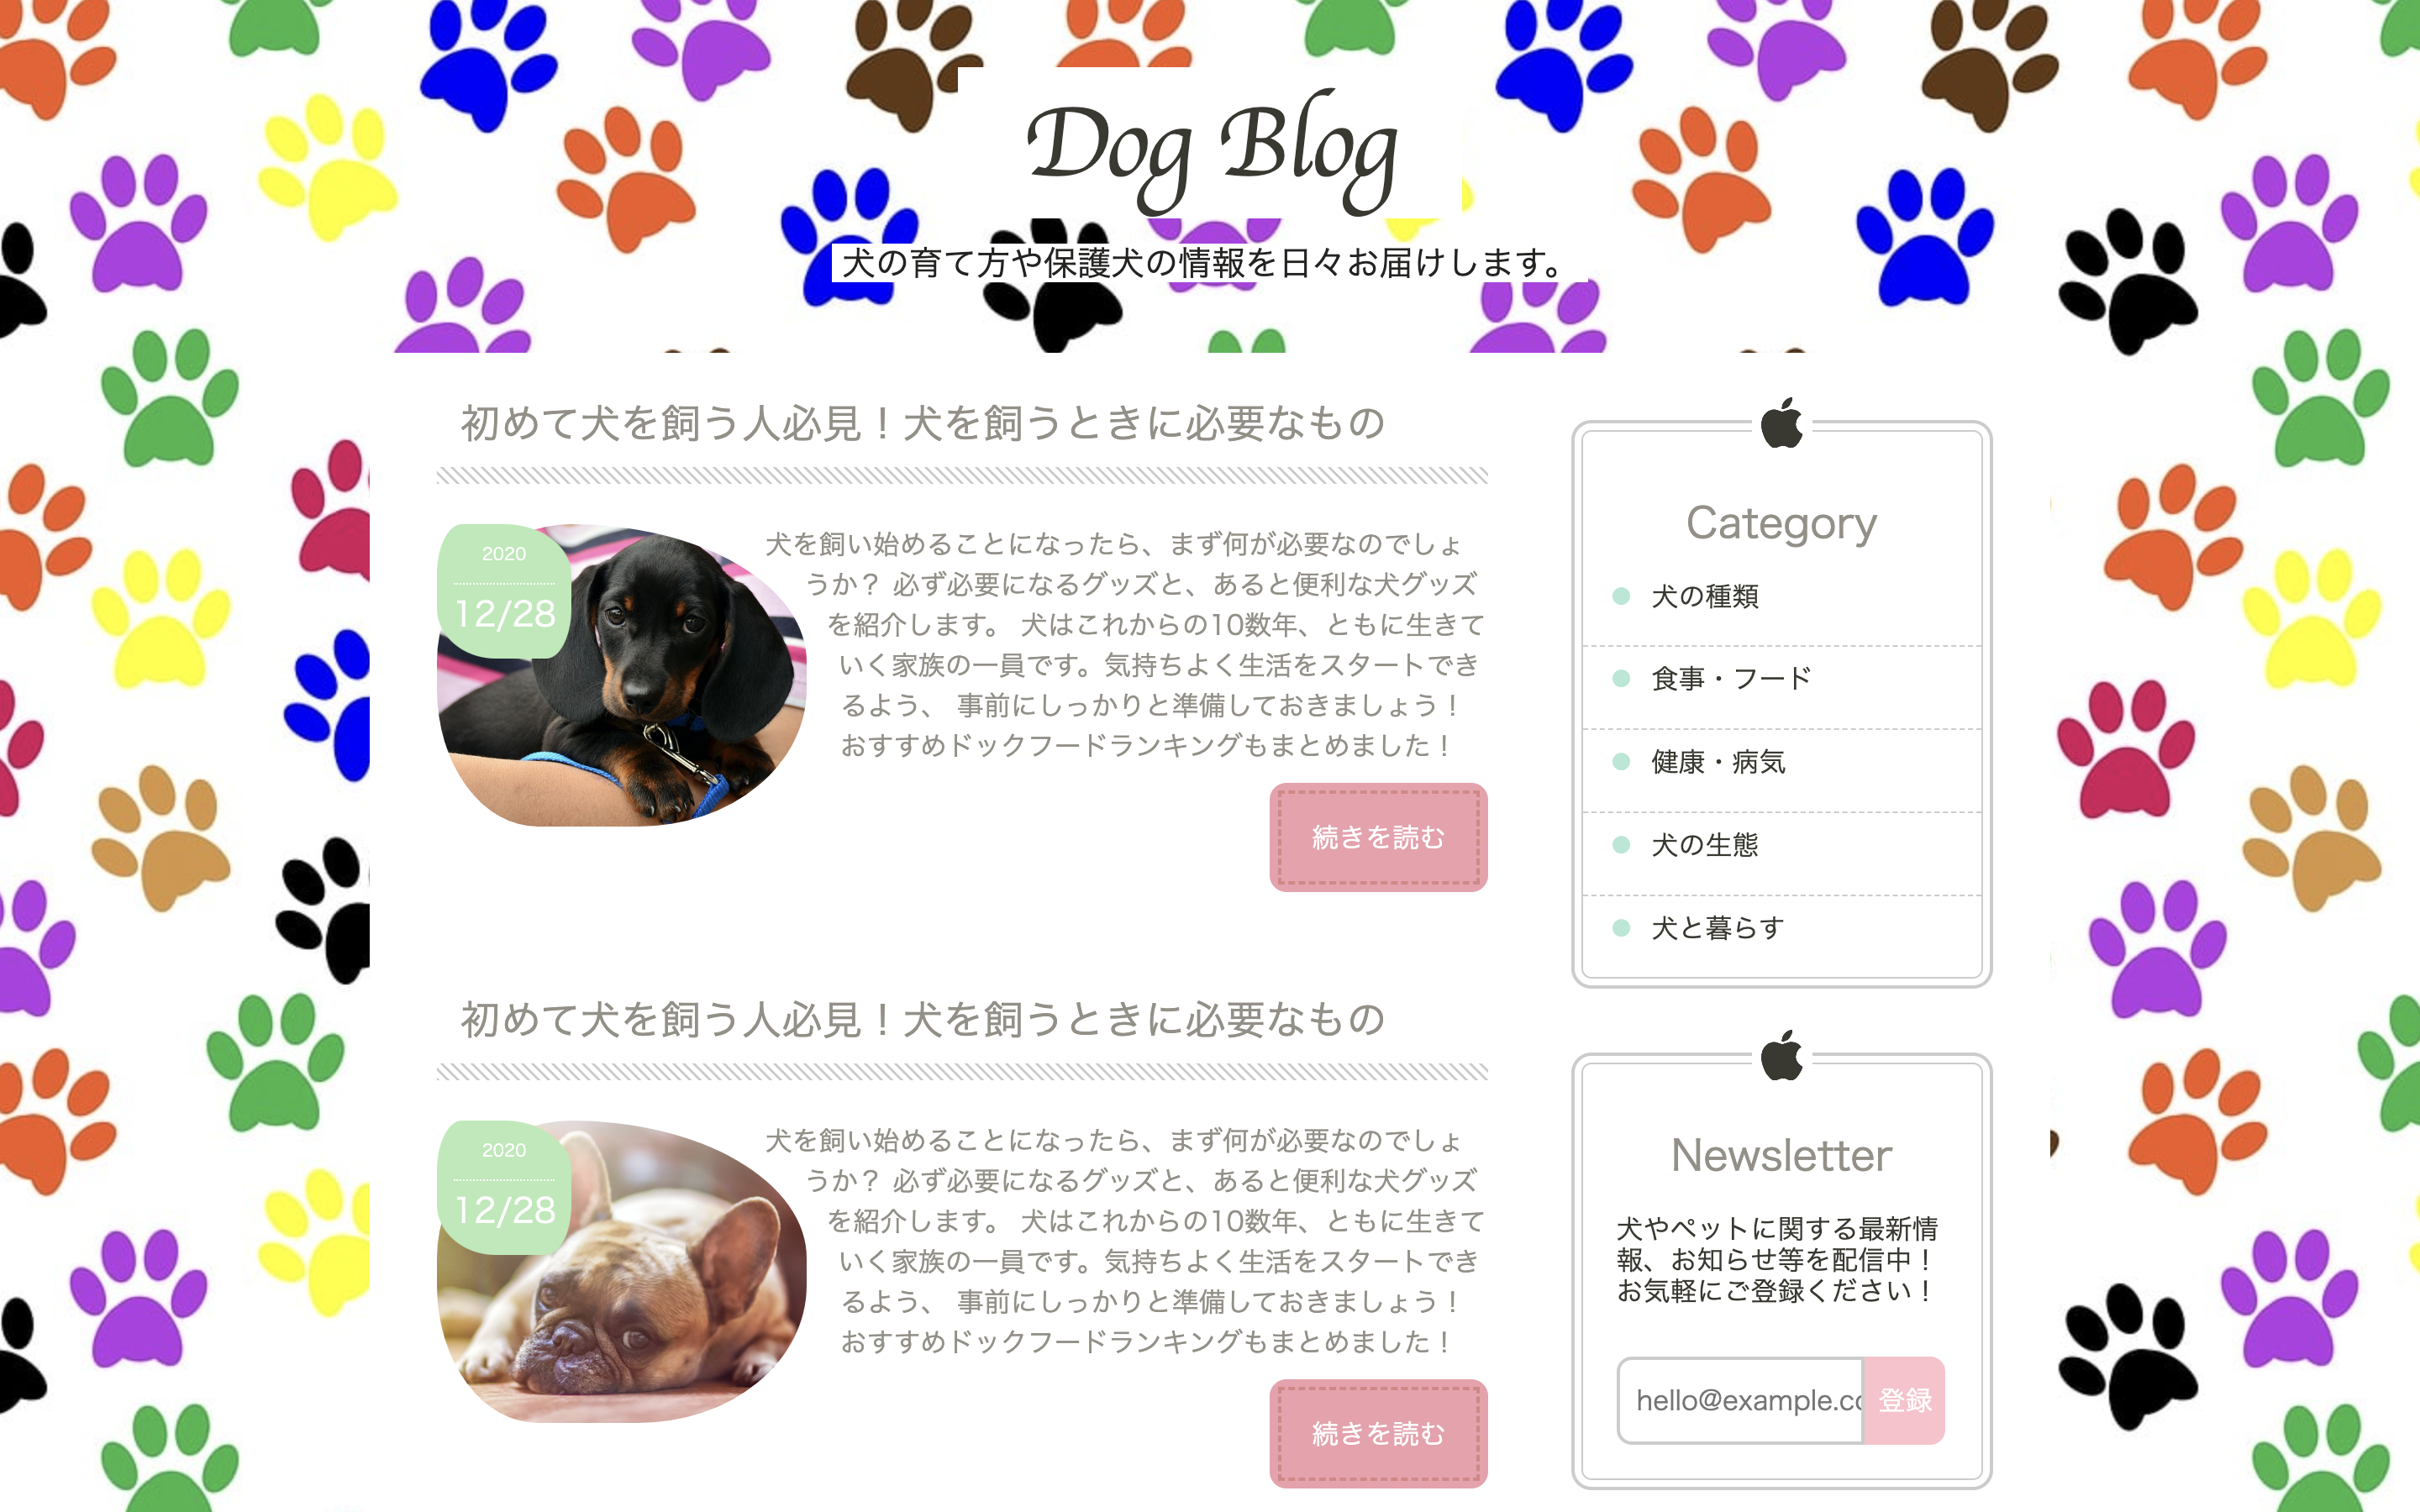 Dog Blog
犬の育て方や保護犬の情報を日々お届けします。
初めて犬を飼う人必見！犬を飼うときに必要なもの
2020
12/28
犬を飼い始めることになったら、まず何が必要なのでしょ
うか？ 必ず必要になるグッズと、あると便利な犬グッズ
を紹介します。 犬はこれからの10数年、ともに生きて
いく家族の一員です。気持ちよく生活をスタートでき
るよう、 事前にしっかりと準備しておきましょう！
おすすめドックフードランキングもまとめました！
続きを読む
初めて犬を飼う人必見！犬を飼うときに必要なもの
2020
12/28
犬を飼い始めることになったら、まず何が必要なのでしょ
うか？ 必ず必要になるグッズと、あると便利な犬グッズ
を紹介します。 犬はこれからの10数年、ともに生きて
いく家族の一員です。気持ちよく生活をスタートでき
るよう、 事前にしっかりと準備しておきましょう！
おすすめドックフードランキングもまとめました！
続きを読む
Category
犬の種類
食事・フード
健康・病気
犬の生態
犬と暮らす
Newsletter
犬やペットに関する最新情
報、お知らせ等を配信中！
お気軽にご登録ください！
hello@example.co
登録